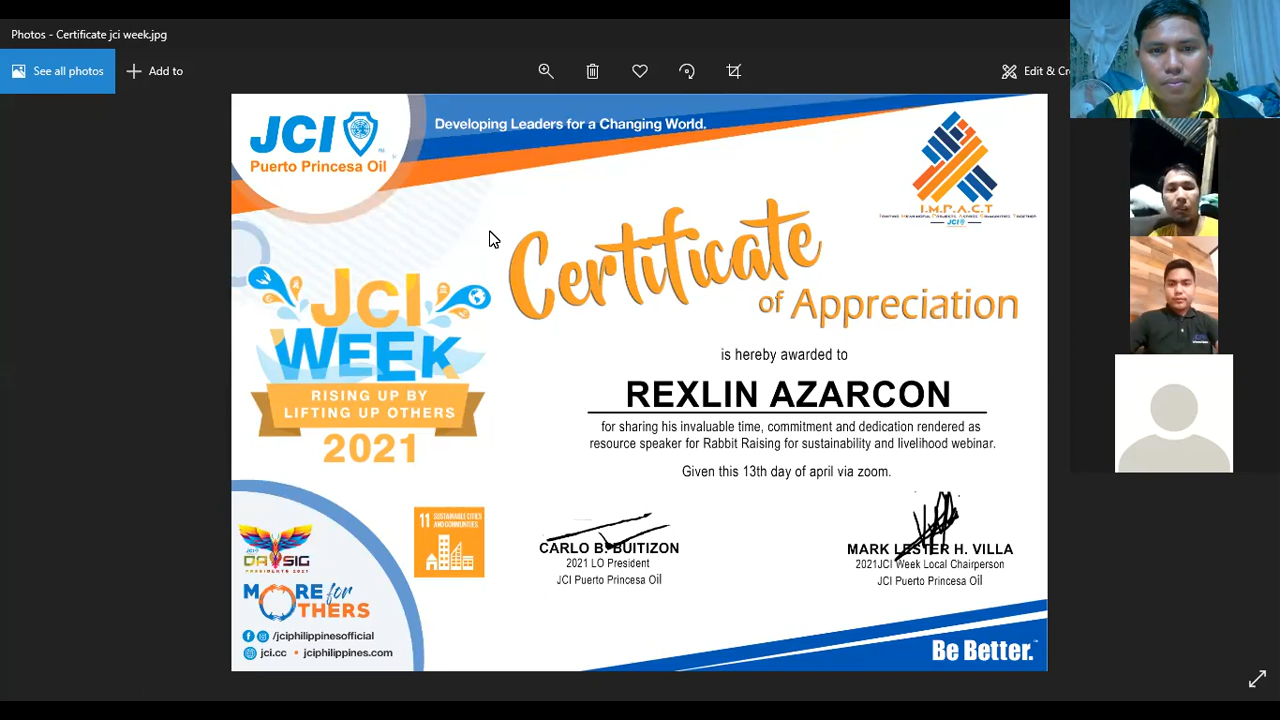 Photos - Certificate jci week.jpg
See all photos
Add to
Edit & Cr
JCI
Puerto Princesa Oil
Developing Leaders for a Changing World.
I.M.P.A.C.T
JCI
Certificate
of Appreciation
JCI
WEEK
RISING UP BY
LIFTING UP OTHERS
2021
is hereby awarded to
REXLIN AZARCON
for sharing his invaluable time, commitment and dedication rendered as
resource speaker for Rabbit Raising for sustainability and livelihood webinar.
Given this 13th day of april via zoom.
11 SUSTAINABLE CITIES
AND COMMUNITIES
CARLO B. BUITIZON
2021 LO President
JCI Puerto Princesa Oil
MARK LESTER H. VILLA
2021JCI Week Local Chairperson
JCI Puerto Princesa Oil
MORE for
OTHERS
/jciphilippinesofficial
jci.cc • jciphilippines.com
Be Better.